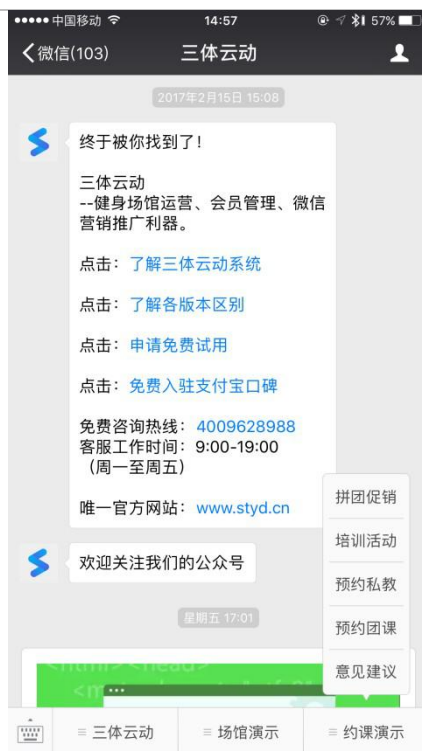 中国移动 14:57 57%
微信(103) 三体云动
2017年2月15日 15:08
终于被你找到了！
三体云动
--健身场馆运营、会员管理、微信
营销推广利器。
点击：了解三体云动系统
点击：了解各版本区别
点击：申请免费试用
点击：免费入驻支付宝口碑
免费咨询热线：4009628988
客服工作时间：9:00-19:00
（周一至周五）
唯一官方网站：www.styd.cn
欢迎关注我们的公众号
星期五 17:01
<html><head>
拼团促销
培训活动
预约私教
预约团课
意见建议
三体云动 场馆演示 约课演示